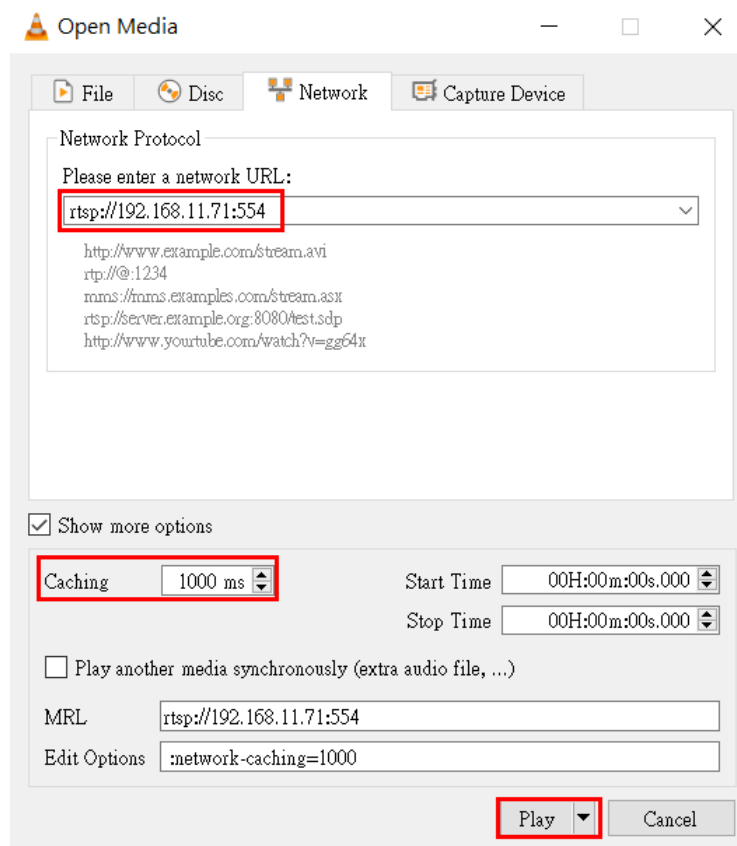 Open Media
File Disc Network Capture Device
Network Protocol
Please enter a network URL:
rtsp://192.168.11.71:554
http://www.example.com/stream.avi
rtp://@:1234
mms://mms.examples.com/stream.asx
rtsp://server.example.org:8080/test.sdp
http://www.yourtube.com/watch?v=gg64x
Show more options
Caching 1000 ms Start Time 00H:00m:00s.000
Stop Time 00H:00m:00s.000
Play another media synchronously (extra audio file, ...)
MRL rtsp://192.168.11.71:554
Edit Options :network-caching=1000
Play Cancel